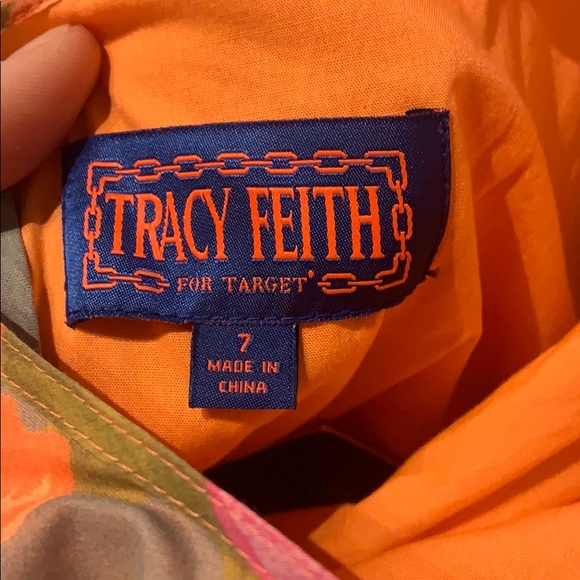 TRACY FEITH
FOR TARGET
7
MADE IN
CHINA